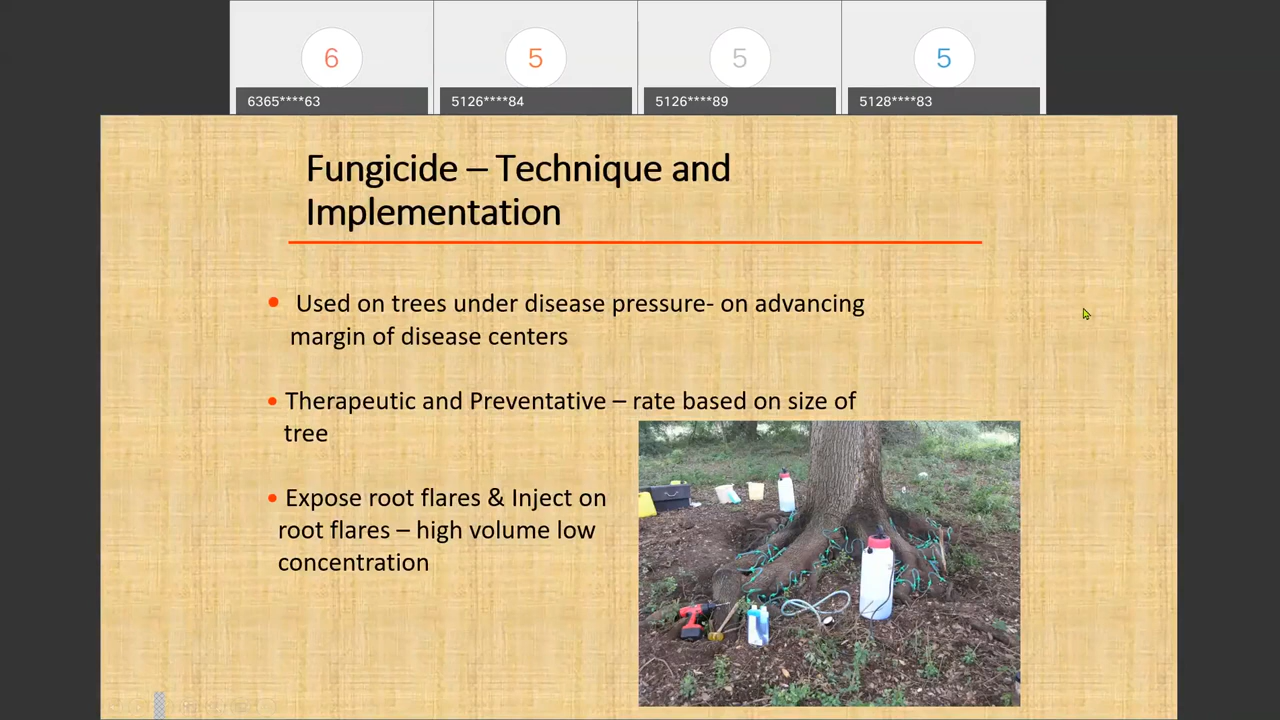 6
5
5
5
6365****63
5126****84
5126****89
5128****83
Fungicide – Technique and
Implementation
• Used on trees under disease pressure- on advancing
margin of disease centers
• Therapeutic and Preventative – rate based on size of
tree
• Expose root flares & Inject on
root flares – high volume low
concentration